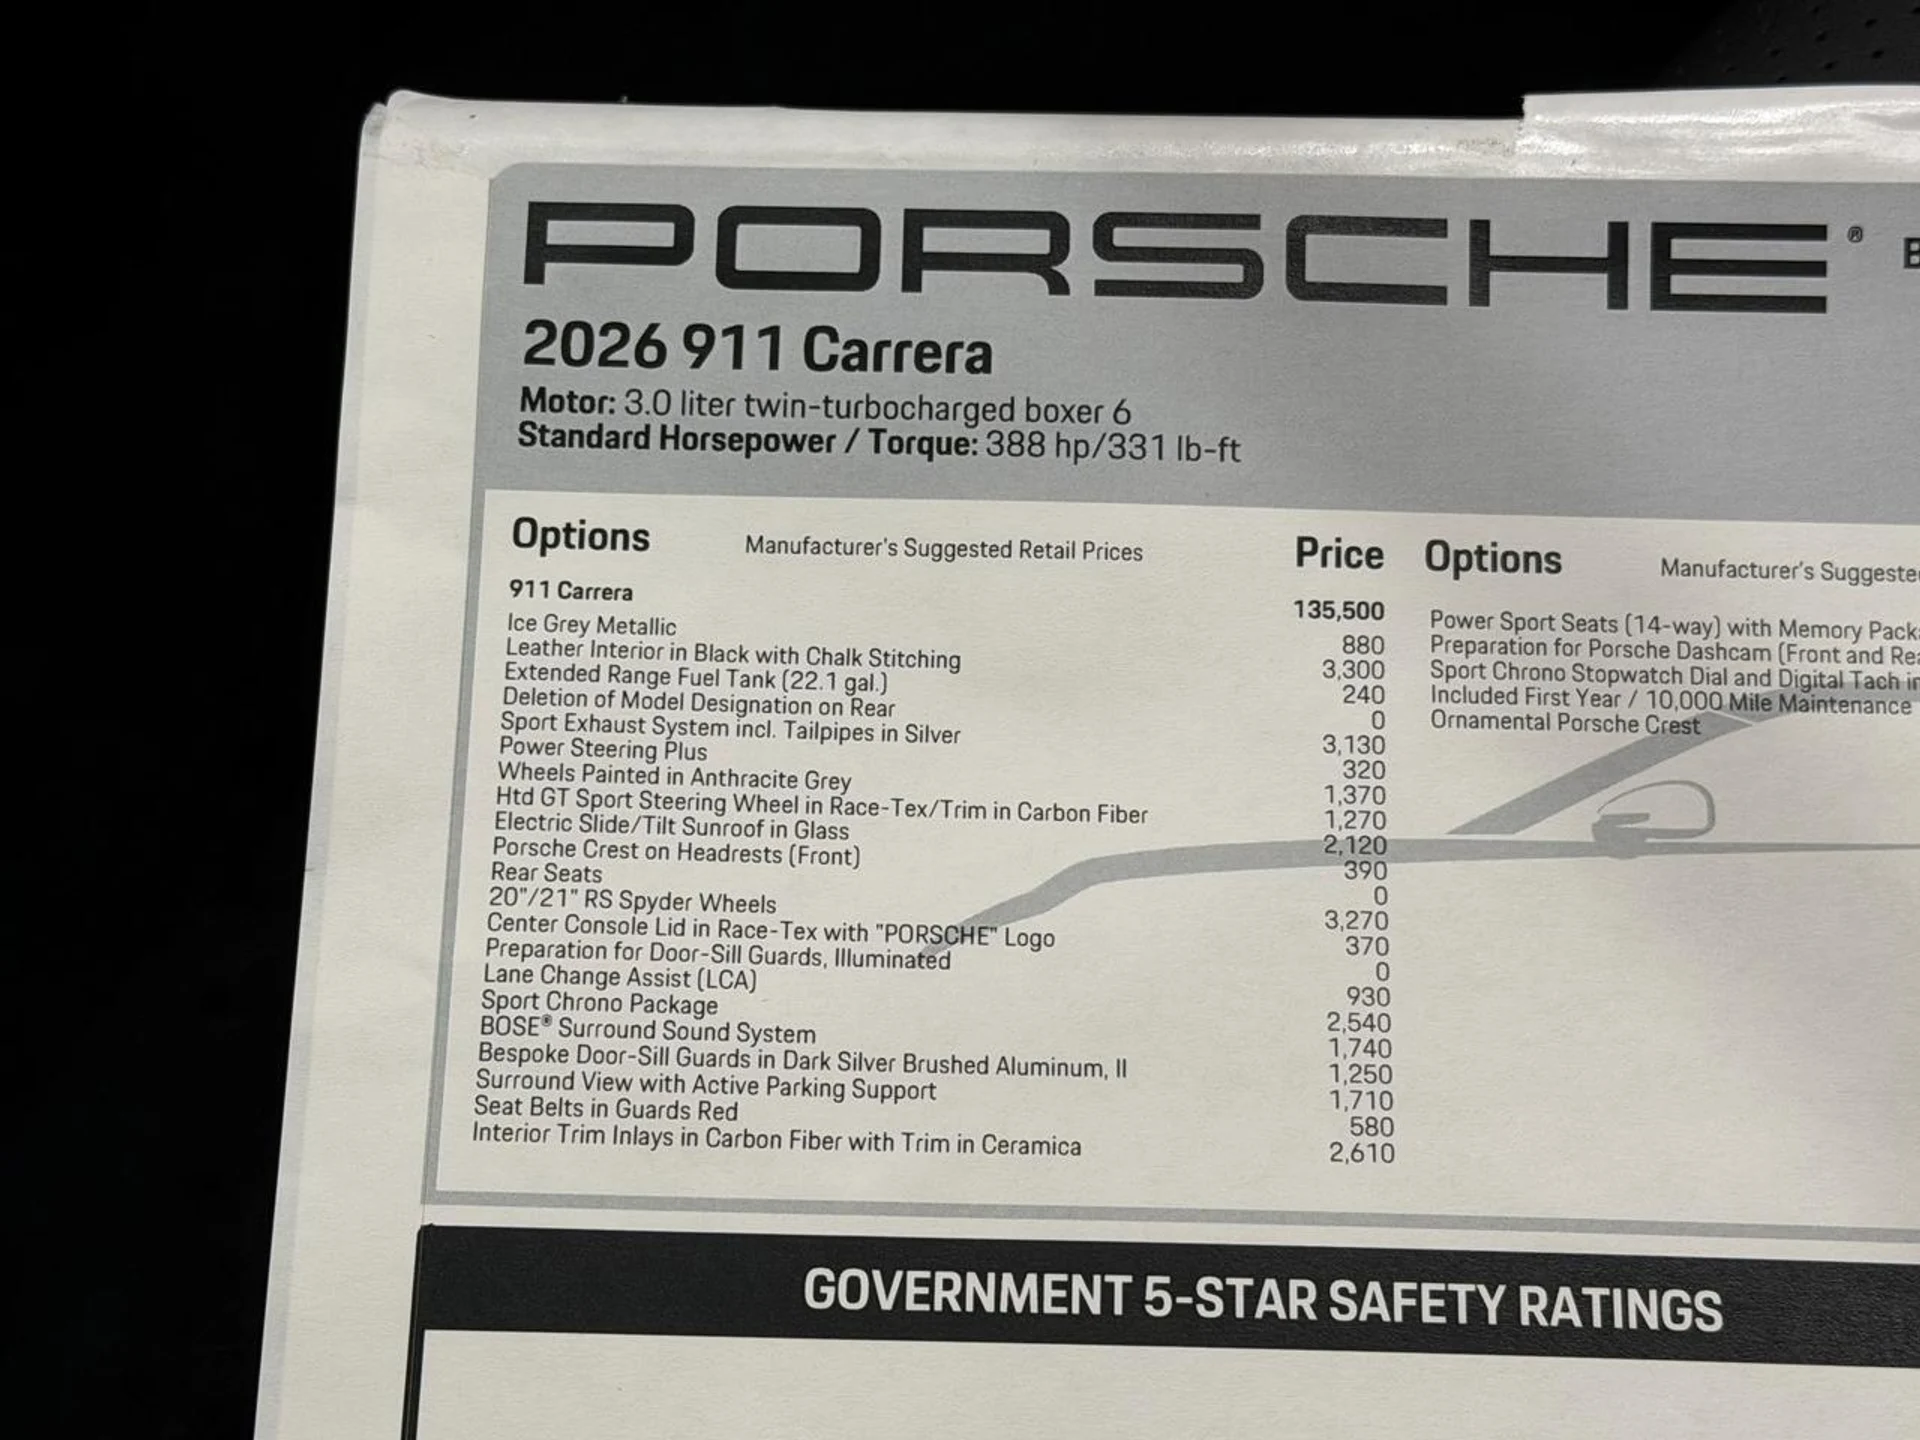 PORSCHE®
2026 911 Carrera
Motor: 3.0 liter twin-turbocharged boxer 6
Standard Horsepower / Torque: 388 hp/331 lb-ft
Options Manufacturer's Suggested Retail Prices Price
911 Carrera 135,500
Ice Grey Metallic 880
Leather Interior in Black with Chalk Stitching 3,300
Extended Range Fuel Tank (22.1 gal.) 240
Deletion of Model Designation on Rear 0
Sport Exhaust System incl. Tailpipes in Silver 3,130
Power Steering Plus 320
Wheels Painted in Anthracite Grey 1,370
Htd GT Sport Steering Wheel in Race-Tex/Trim in Carbon Fiber 1,270
Electric Slide/Tilt Sunroof in Glass 2,120
Porsche Crest on Headrests (Front) 390
Rear Seats 0
20"/21" RS Spyder Wheels 3,270
Center Console Lid in Race-Tex with "PORSCHE" Logo 370
Preparation for Door-Sill Guards, Illuminated 0
Lane Change Assist (LCA) 930
Sport Chrono Package 2,540
BOSE® Surround Sound System 1,740
Bespoke Door-Sill Guards in Dark Silver Brushed Aluminum, Il 1,250
Surround View with Active Parking Support 1,710
Seat Belts in Guards Red 580
Interior Trim Inlays in Carbon Fiber with Trim in Ceramica 2,610
Options Manufacturer's
Power Sport Seats (14-way) with Memory
Preparation for Porsche Dashcam (Front and
Sport Chrono Stopwatch Dial and Digital Tach
Included First Year / 10,000 Mile Maintenance
Ornamental Porsche Crest
GOVERNMENT 5-STAR SAFETY RATINGS